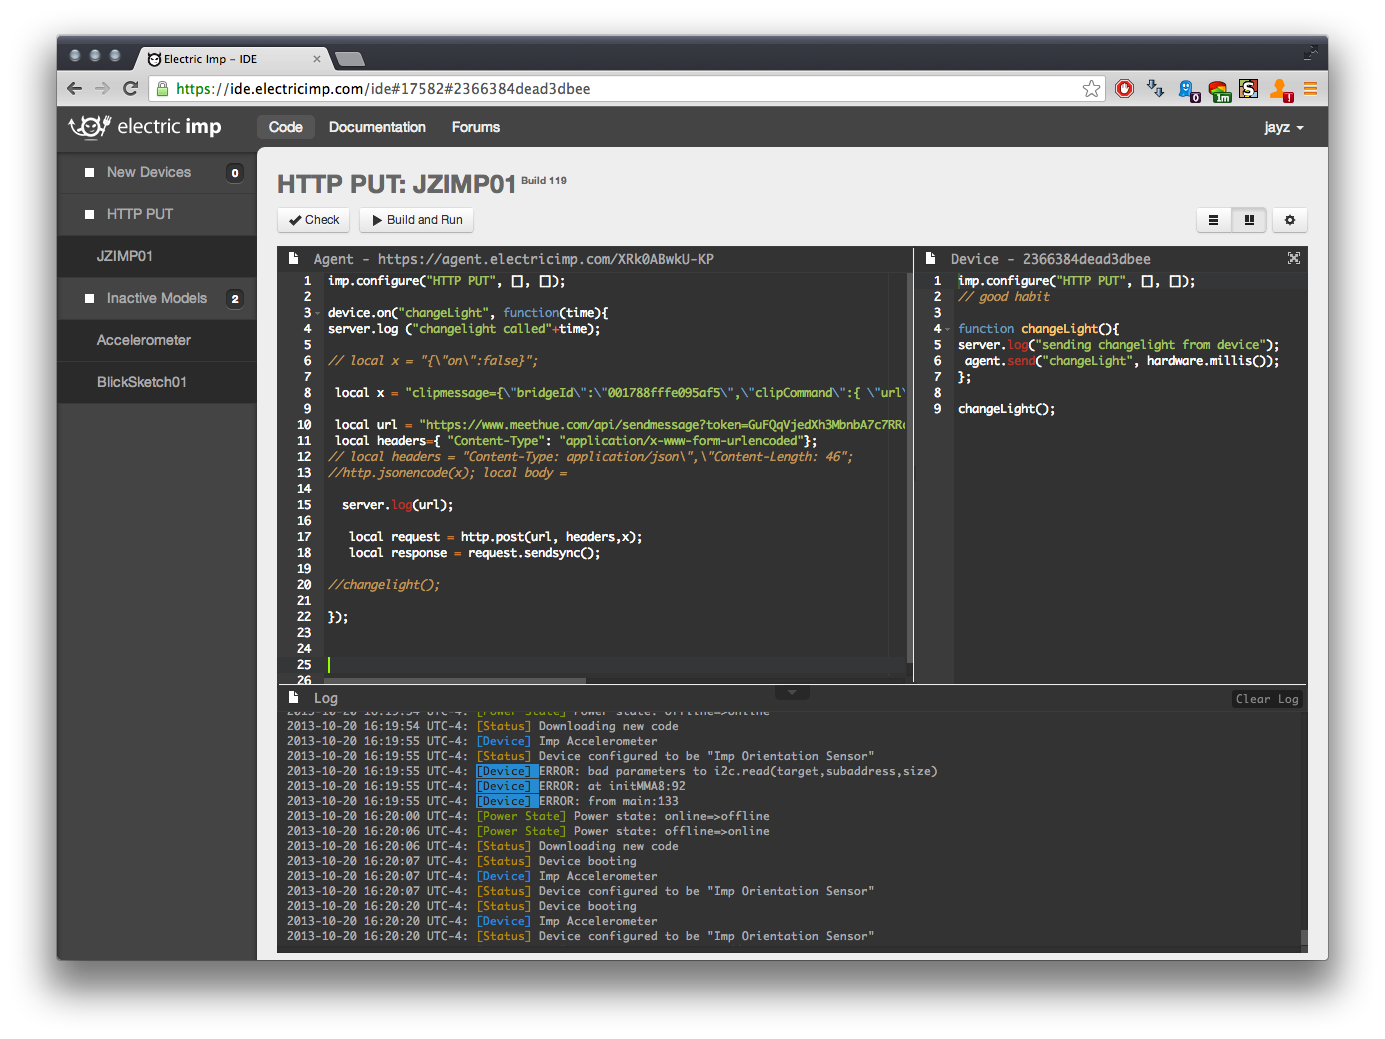 Electric Imp – IDE
https://ide.electricimp.com/ide#17582#2366384dead3dbee
0
1m
S
!
electric imp
Code
Documentation
Forums
jayz
New Devices 0
HTTP PUT
JZIMP01
Inactive Models 2
Accelerometer
BlickSketch01
HTTP PUT: JZIMP01 Build 119
Check
Build and Run
Agent - https://agent.electricimp.com/XRk0ABwkU-KP
1 imp.configure("HTTP PUT", [], []);
2
3 device.on("changeLight", function(time){
4 server.log ("changelight called"+time);
5
6 // local x = "{\"on\":false}";
7
8 local x = "clipmessage={\"bridgeId\":\"001788fffe095af5\",\"clipCommand\":{ \"url\
9
10 local url = "https://www.meethue.com/api/sendmessage?token=GuFQqVjedXh3MbnbA7c7RR
11 local headers={ "Content-Type": "application/x-www-form-urlencoded"};
12 // local headers = "Content-Type: application/json\",\"Content-Length: 46";
13 //http.jsonencode(x); local body =
14
15 server.log(url);
16
17 local request = http.post(url, headers,x);
18 local response = request.sendsync();
19
20 //changelight();
21
22 });
23
24
25
26
Device - 2366384dead3dbee
1 imp.configure("HTTP PUT", [], []);
2 // good habit
3
4 function changeLight(){
5 server.log("sending changelight from device");
6 agent.send("changeLight", hardware.millis());
7 };
8
9 changeLight();
Log
Clear Log
2013-10-20 16:19:54 UTC-4: [Power State] Power state: offline=>online
2013-10-20 16:19:54 UTC-4: [Status] Downloading new code
2013-10-20 16:19:55 UTC-4: [Device] Imp Accelerometer
2013-10-20 16:19:55 UTC-4: [Status] Device configured to be "Imp Orientation Sensor"
2013-10-20 16:19:55 UTC-4: [Device] ERROR: bad parameters to i2c.read(target,subaddress,size)
2013-10-20 16:19:55 UTC-4: [Device] ERROR: at initMMA8:92
2013-10-20 16:19:55 UTC-4: [Device] ERROR: from main:133
2013-10-20 16:20:00 UTC-4: [Power State] Power state: online=>offline
2013-10-20 16:20:06 UTC-4: [Power State] Power state: offline=>online
2013-10-20 16:20:06 UTC-4: [Status] Downloading new code
2013-10-20 16:20:07 UTC-4: [Status] Device booting
2013-10-20 16:20:07 UTC-4: [Device] Imp Accelerometer
2013-10-20 16:20:07 UTC-4: [Status] Device configured to be "Imp Orientation Sensor"
2013-10-20 16:20:20 UTC-4: [Status] Device booting
2013-10-20 16:20:20 UTC-4: [Device] Imp Accelerometer
2013-10-20 16:20:20 UTC-4: [Status] Device configured to be "Imp Orientation Sensor"